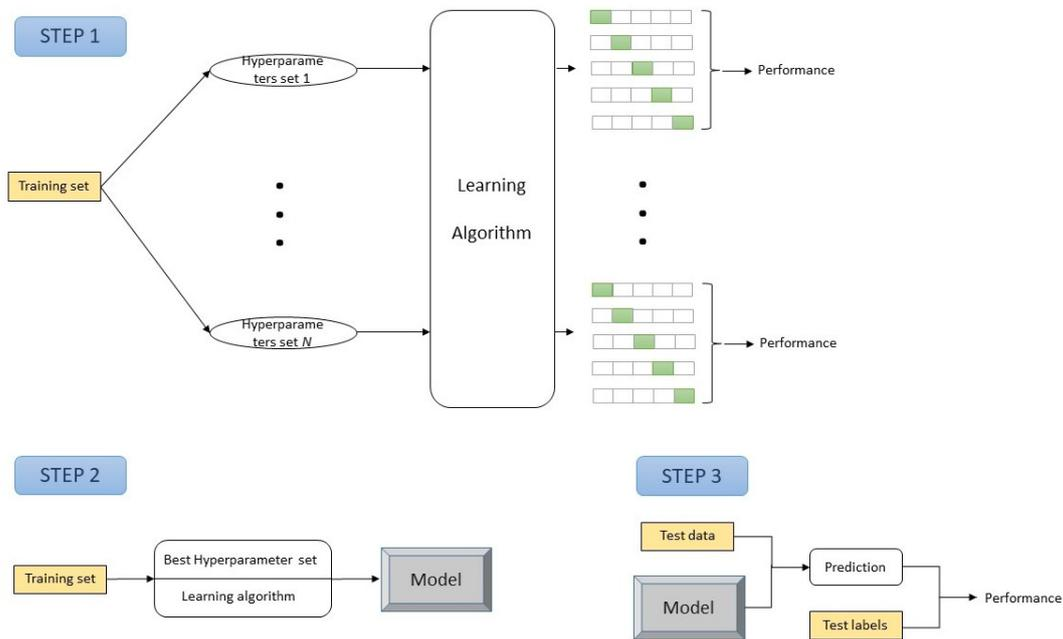 STEP 1
Hyperparame
ters set 1
Performance
Training set
Learning
Algorithm
Hyperparame
ters set N
Performance
STEP 2
Training set
Best Hyperparameter set
Learning algorithm
Model
STEP 3
Test data
Model
Prediction
Test labels
Performance